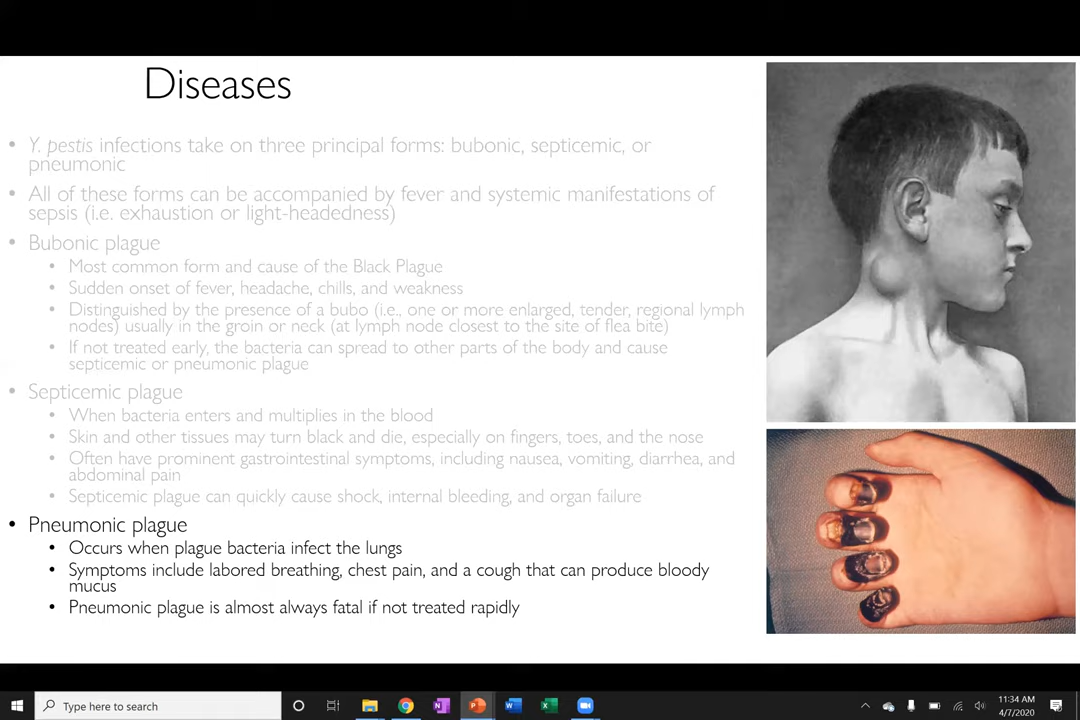 Diseases
• Y. pestis infections take on three principal forms: bubonic, septicemic, or
pneumonic
• All of these forms can be accompanied by fever and systemic manifestations of
sepsis (i.e. exhaustion or light-headedness)
• Bubonic plague
• Most common form and cause of the Black Plague
• Sudden onset of fever, headache, chills, and weakness
• Distinguished by the presence of a bubo (i.e., one or more enlarged, tender, regional lymph
nodes) usually in the groin or neck (at lymph node closest to the site of flea bite)
• If not treated early, the bacteria can spread to other parts of the body and cause
septicemic or pneumonic plague
• Septicemic plague
• When bacteria enters and multiplies in the blood
• Skin and other tissues may turn black and die, especially on fingers, toes, and the nose
• Often have prominent gastrointestinal symptoms, including nausea, vomiting, diarrhea, and
abdominal pain
• Septicemic plague can quickly cause shock, internal bleeding, and organ failure
• Pneumonic plague
• Occurs when plague bacteria infect the lungs
• Symptoms include labored breathing, chest pain, and a cough that can produce bloody
mucus
• Pneumonic plague is almost always fatal if not treated rapidly
Type here to search
11:34 AM
4/7/2020